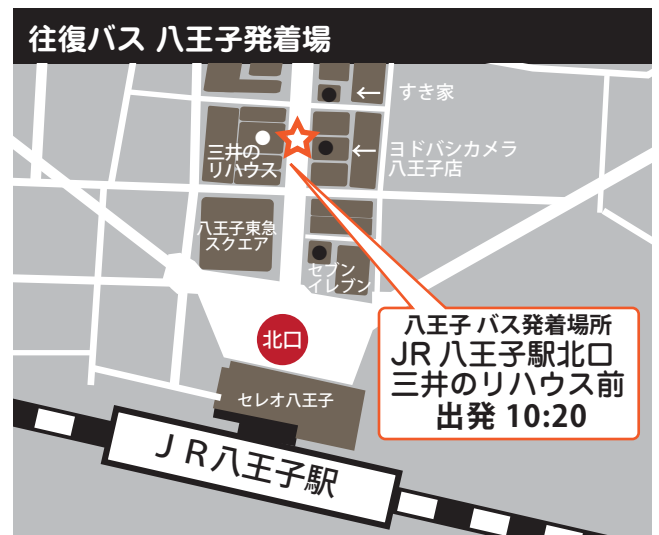 往復バス 八王子発着場
← すき家
三井の
リハウス
← ヨドバシカメラ
八王子店
八王子東急
スクエア
セブン
イレブン
北口
八王子 バス発着場所
JR 八王子駅北口
三井のリハウス前
出発 10:20
セレオ八王子
ＪＲ八王子駅